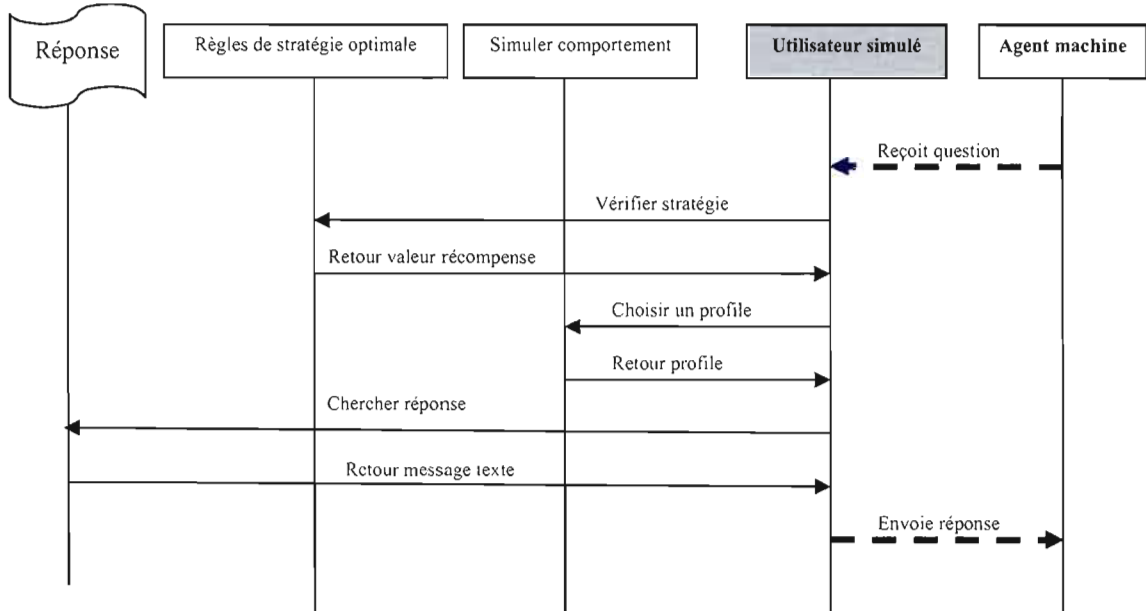 Réponse
Règles de stratégie optimale
Simuler comportement
Utilisateur simulé
Agent machine
Reçoit question
Vérifier stratégie
Retour valeur récompense
Choisir un profile
Retour profile
Chercher réponse
Retour message texte
Envoie réponse